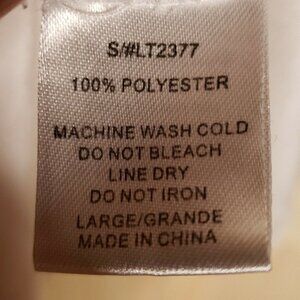 S/#LT2377
100% POLYESTER
MACHINE WASH COLD
DO NOT BLEACH
LINE DRY
DO NOT IRON
LARGE/GRANDE
MADE IN CHINA